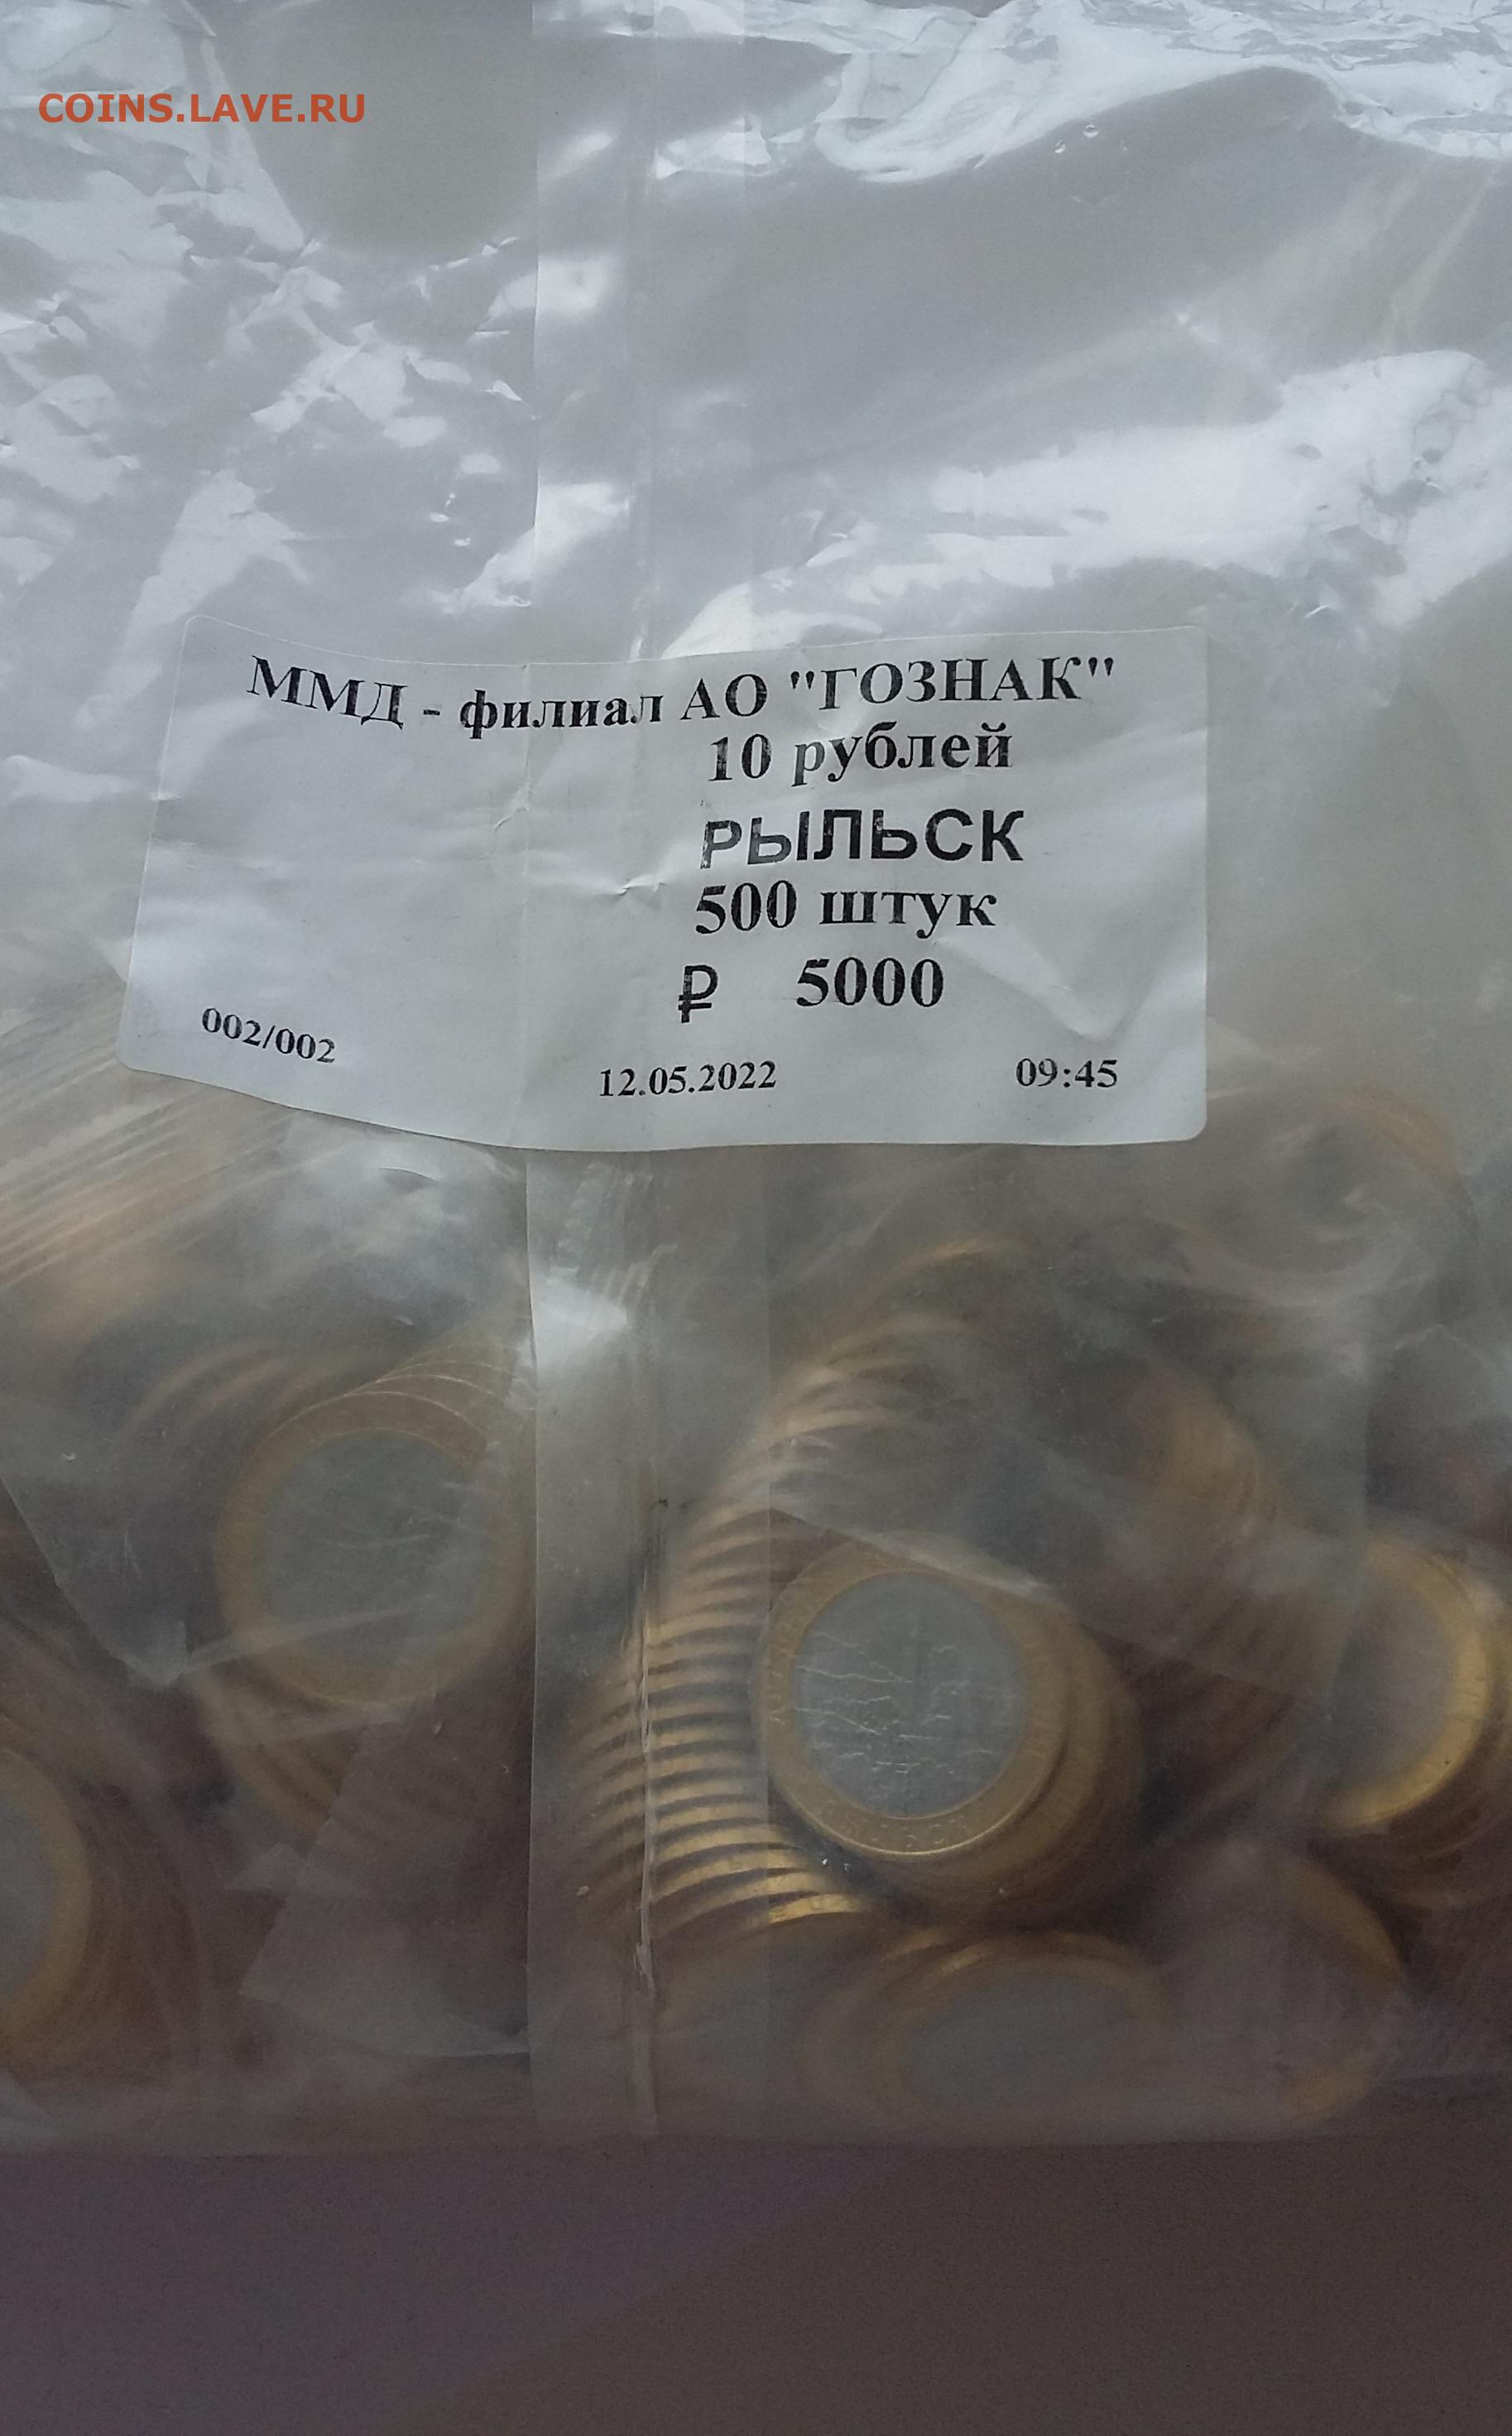 COINS.LAVE.RU
ММД - филиал АО "ГОЗНАК"
10 рублей
РЫЛЬСК
500 штук
₽ 5000
002/002 12.05.2022 09:45